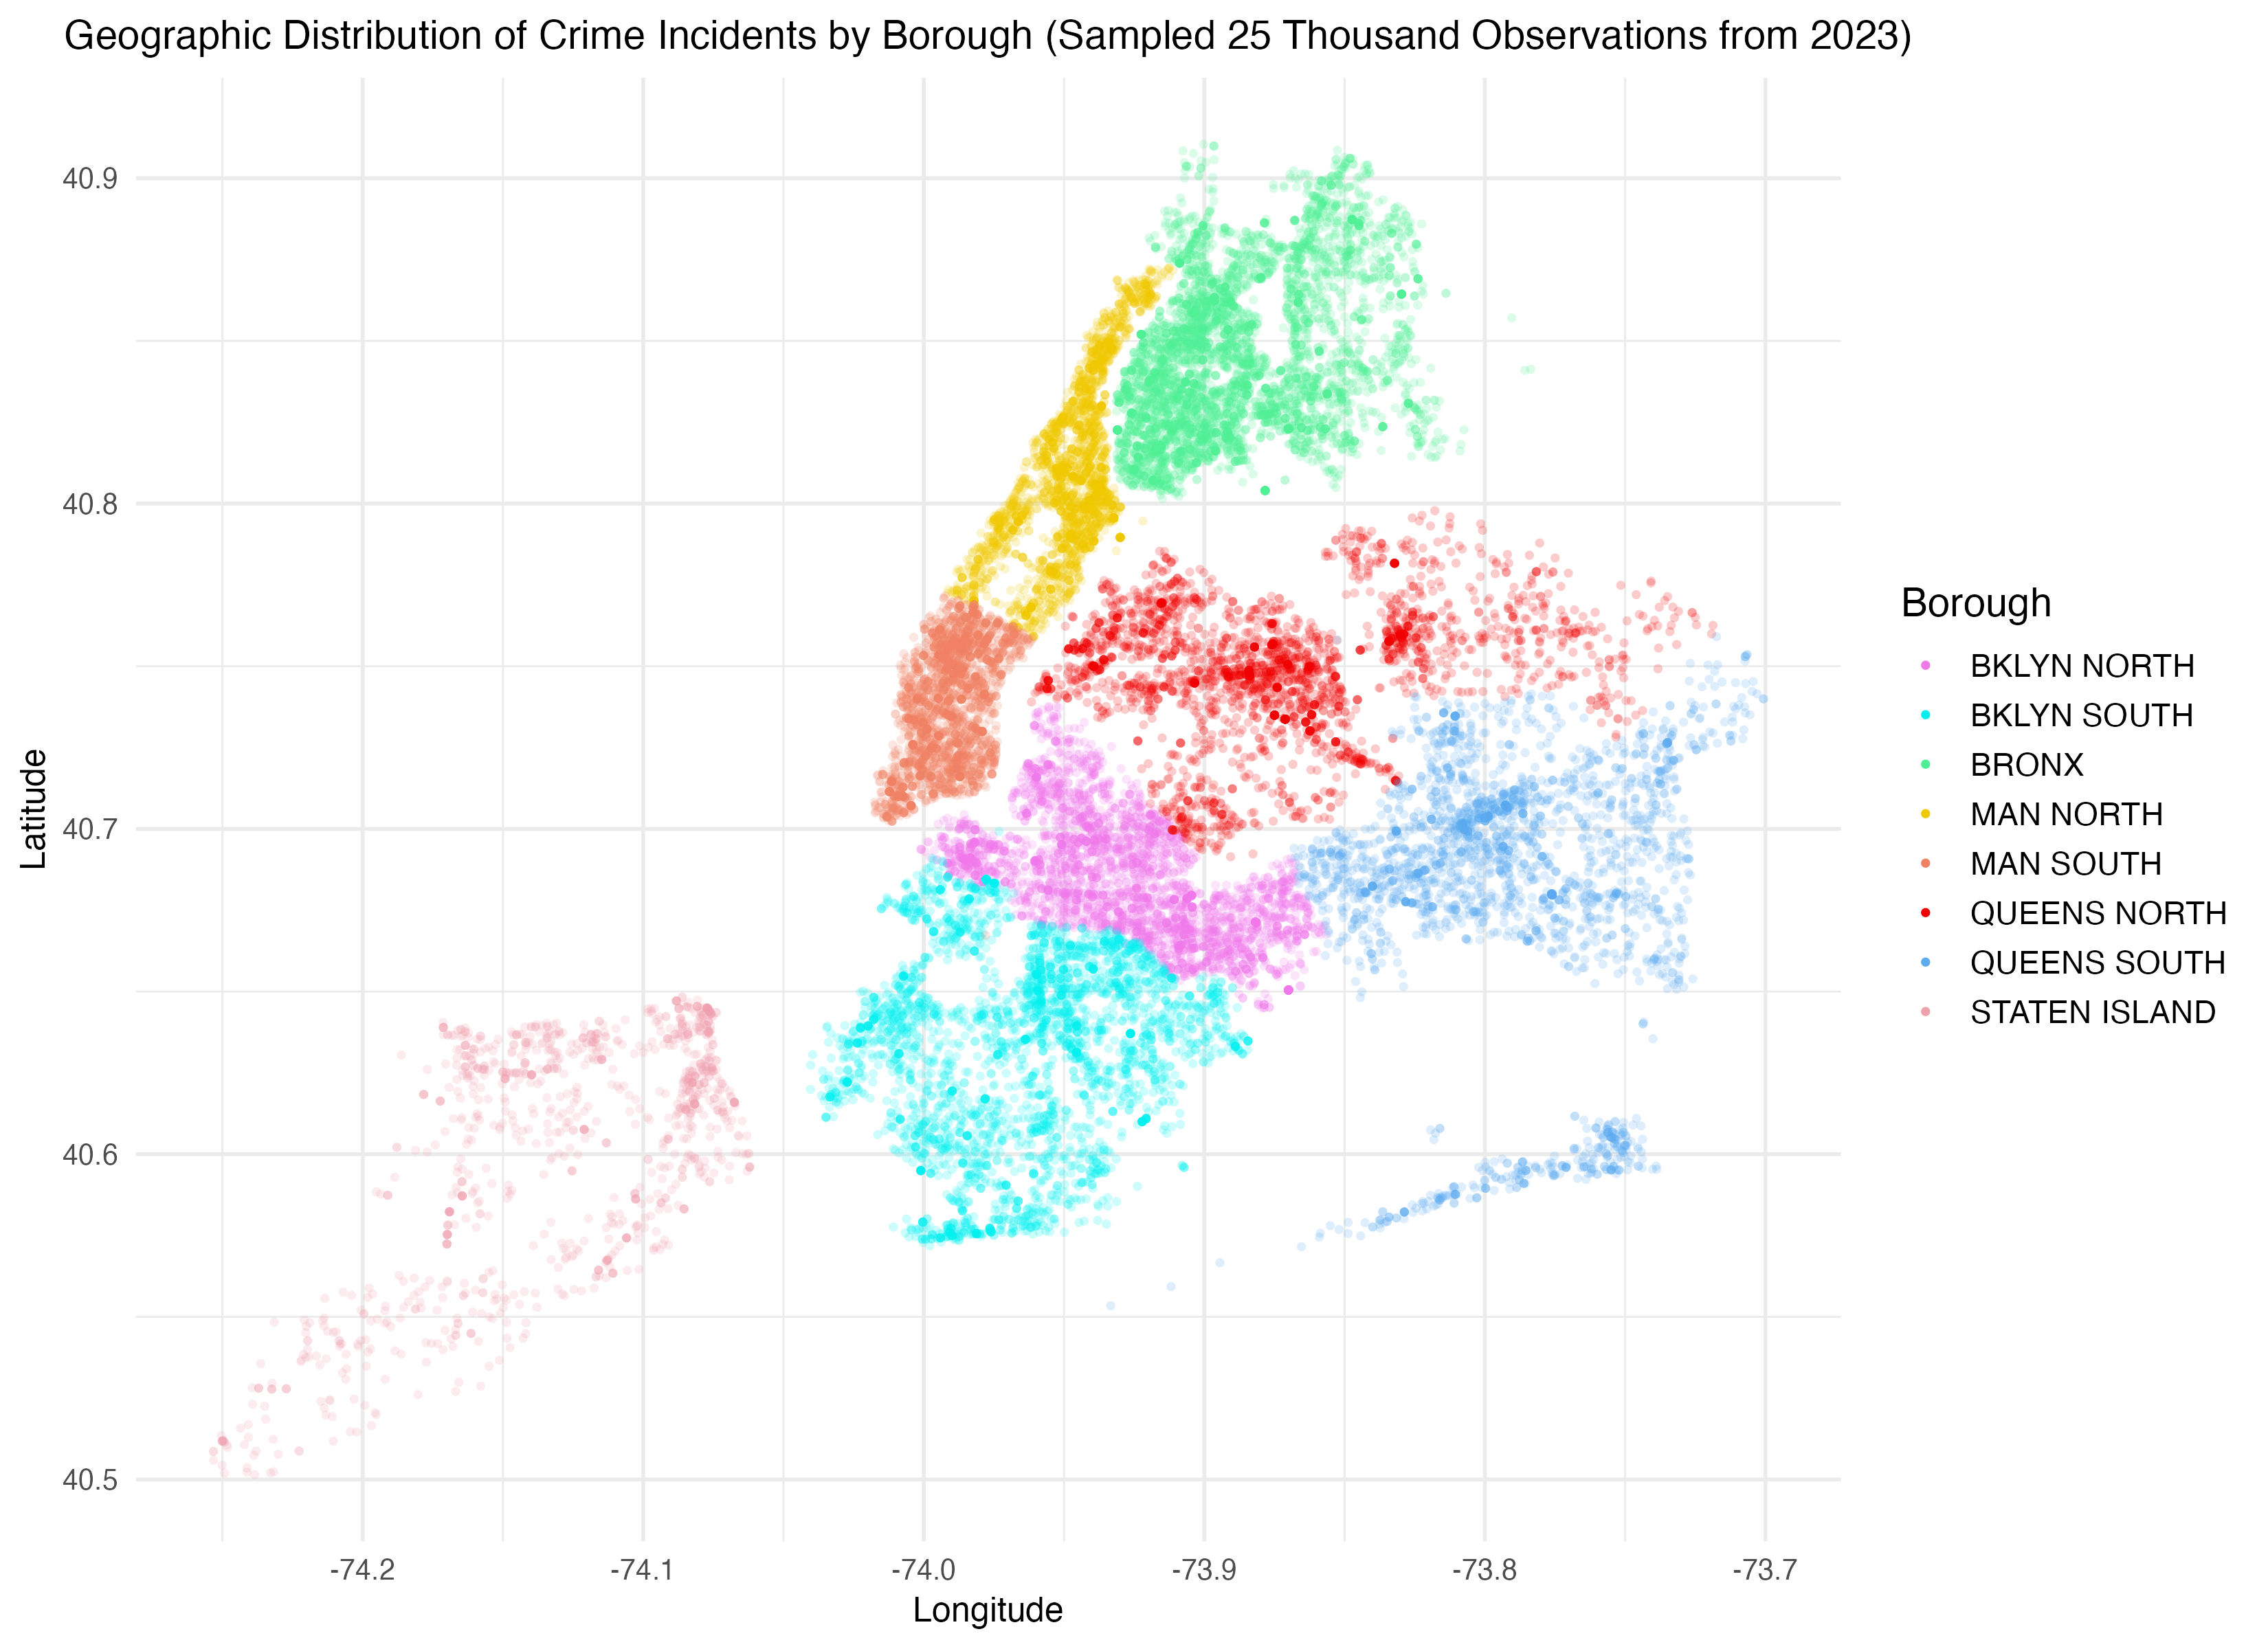 Geographic Distribution of Crime Incidents by Borough (Sampled 25 Thousand Observations from 2023)
40.9
40.8
40.7
40.6
40.5
Latitude
-74.2
-74.1
-74.0
-73.9
-73.8
-73.7
Longitude
Borough
BKLYN NORTH
BKLYN SOUTH
BRONX
MAN NORTH
MAN SOUTH
QUEENS NORTH
QUEENS SOUTH
STATEN ISLAND